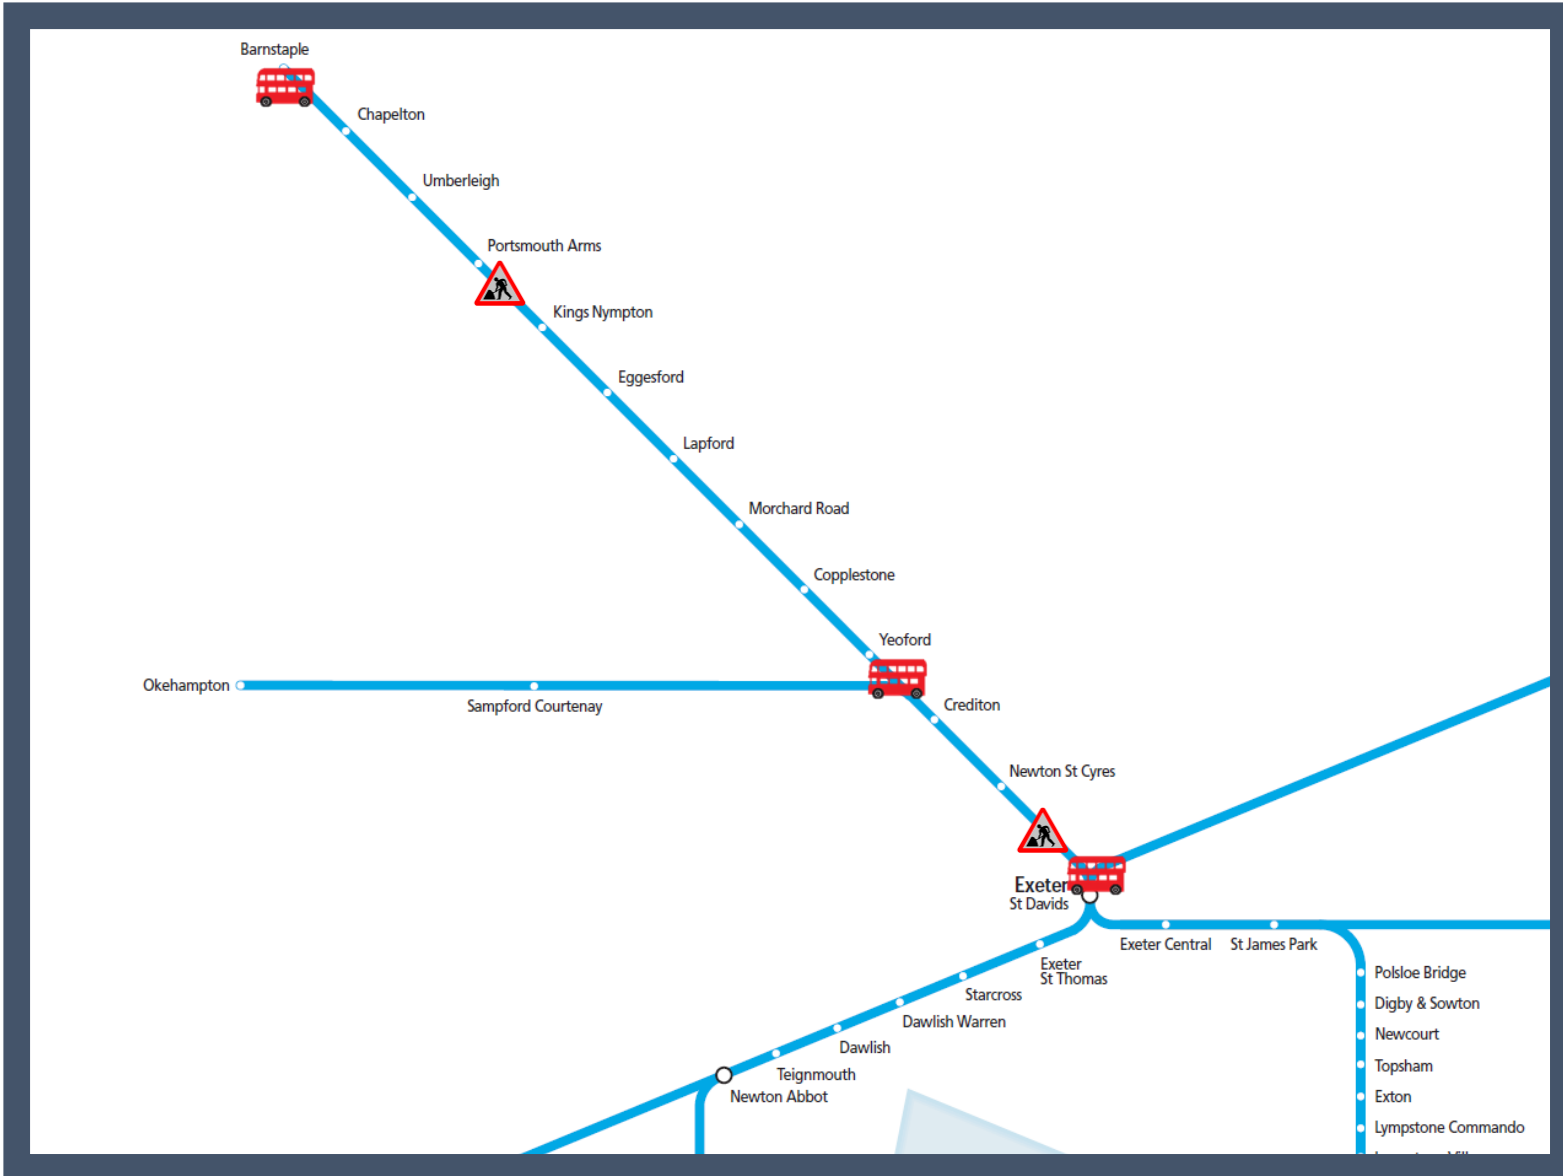 Barnstaple
Chapelton
Umberleigh
Portsmouth Arms
Kings Nympton
Eggesford
Lapford
Morchard Road
Copplestone
Yeoford
Okehampton
Sampford Courtenay
Crediton
Newton St Cyres
Exeter
St Davids
Exeter Central
St James Park
Exeter
St Thomas
Starcross
Dawlish Warren
Dawlish
Teignmouth
Newton Abbot
Polsloe Bridge
Digby & Sowton
Newcourt
Topsham
Exton
Lympstone Commando